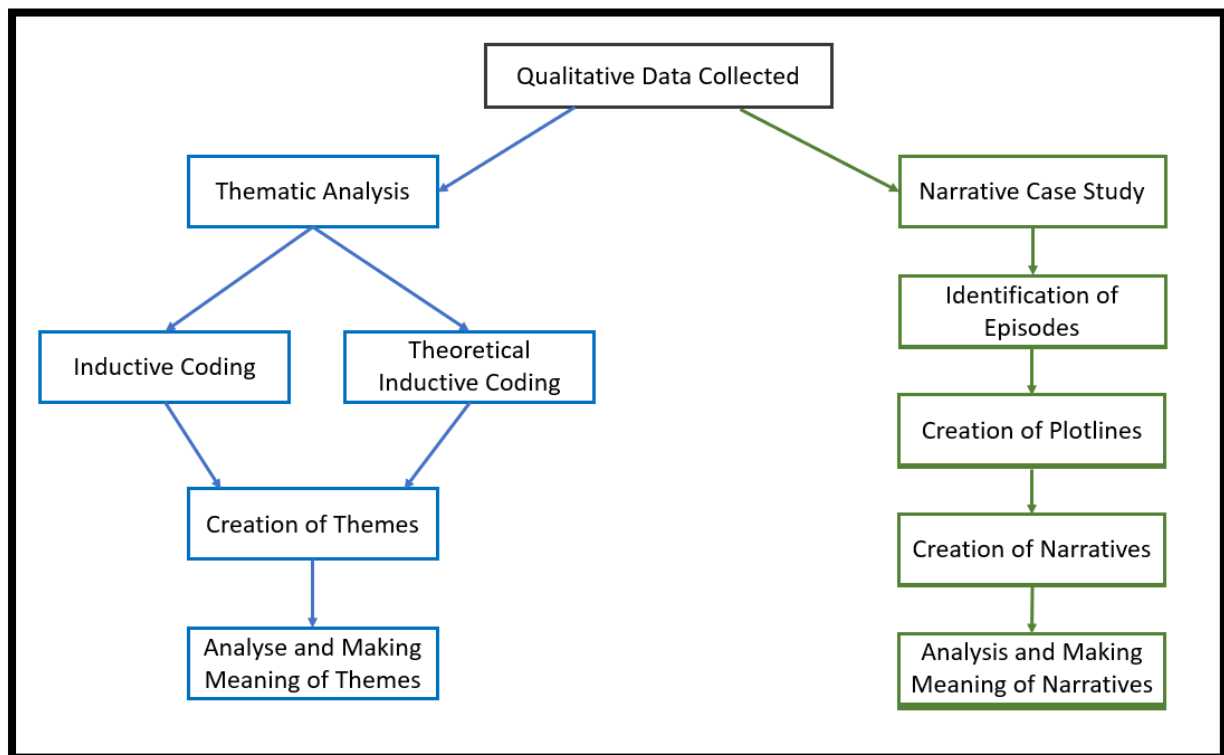 Qualitative Data Collected
Thematic Analysis
Narrative Case Study
Identification of
Episodes
Inductive Coding
Theoretical
Inductive Coding
Creation of Plotlines
Creation of Themes
Creation of Narratives
Analyse and Making
Meaning of Themes
Analysis and Making
Meaning of Narratives